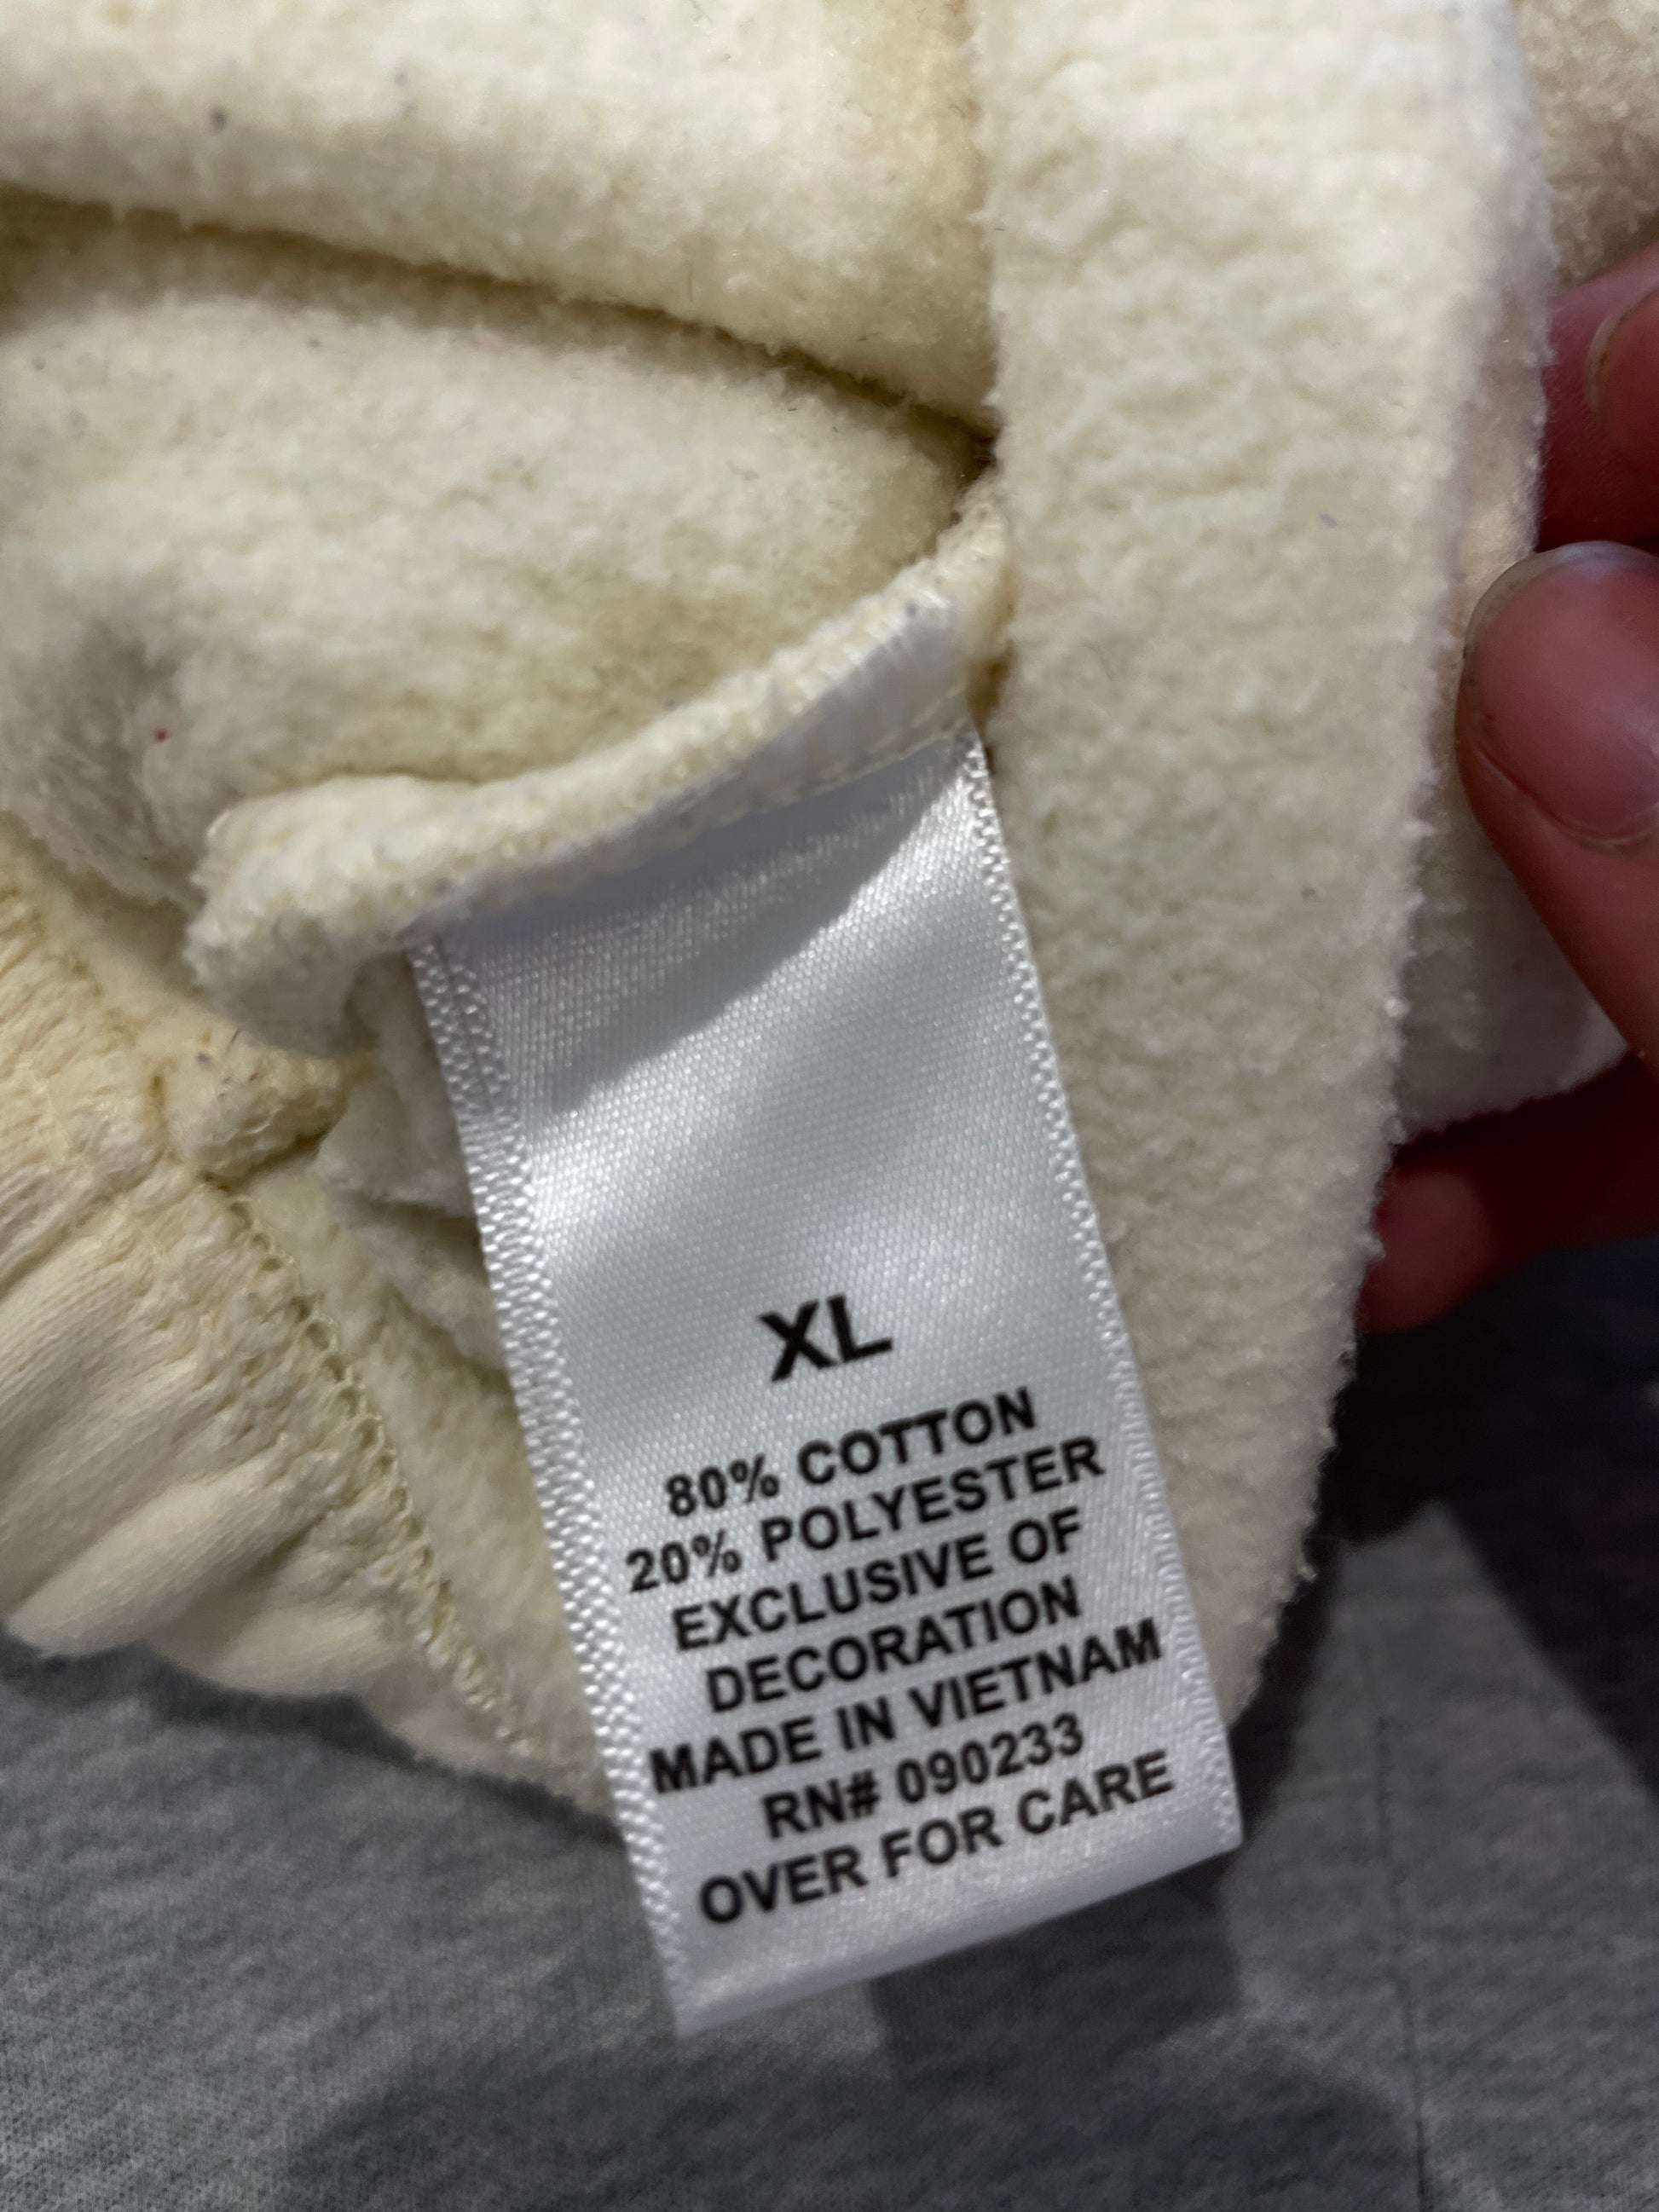 XL
80% COTTON
20% POLYESTER
EXCLUSIVE OF
DECORATION
MADE IN VIETNAM
RN# 090233
OVER FOR CARE